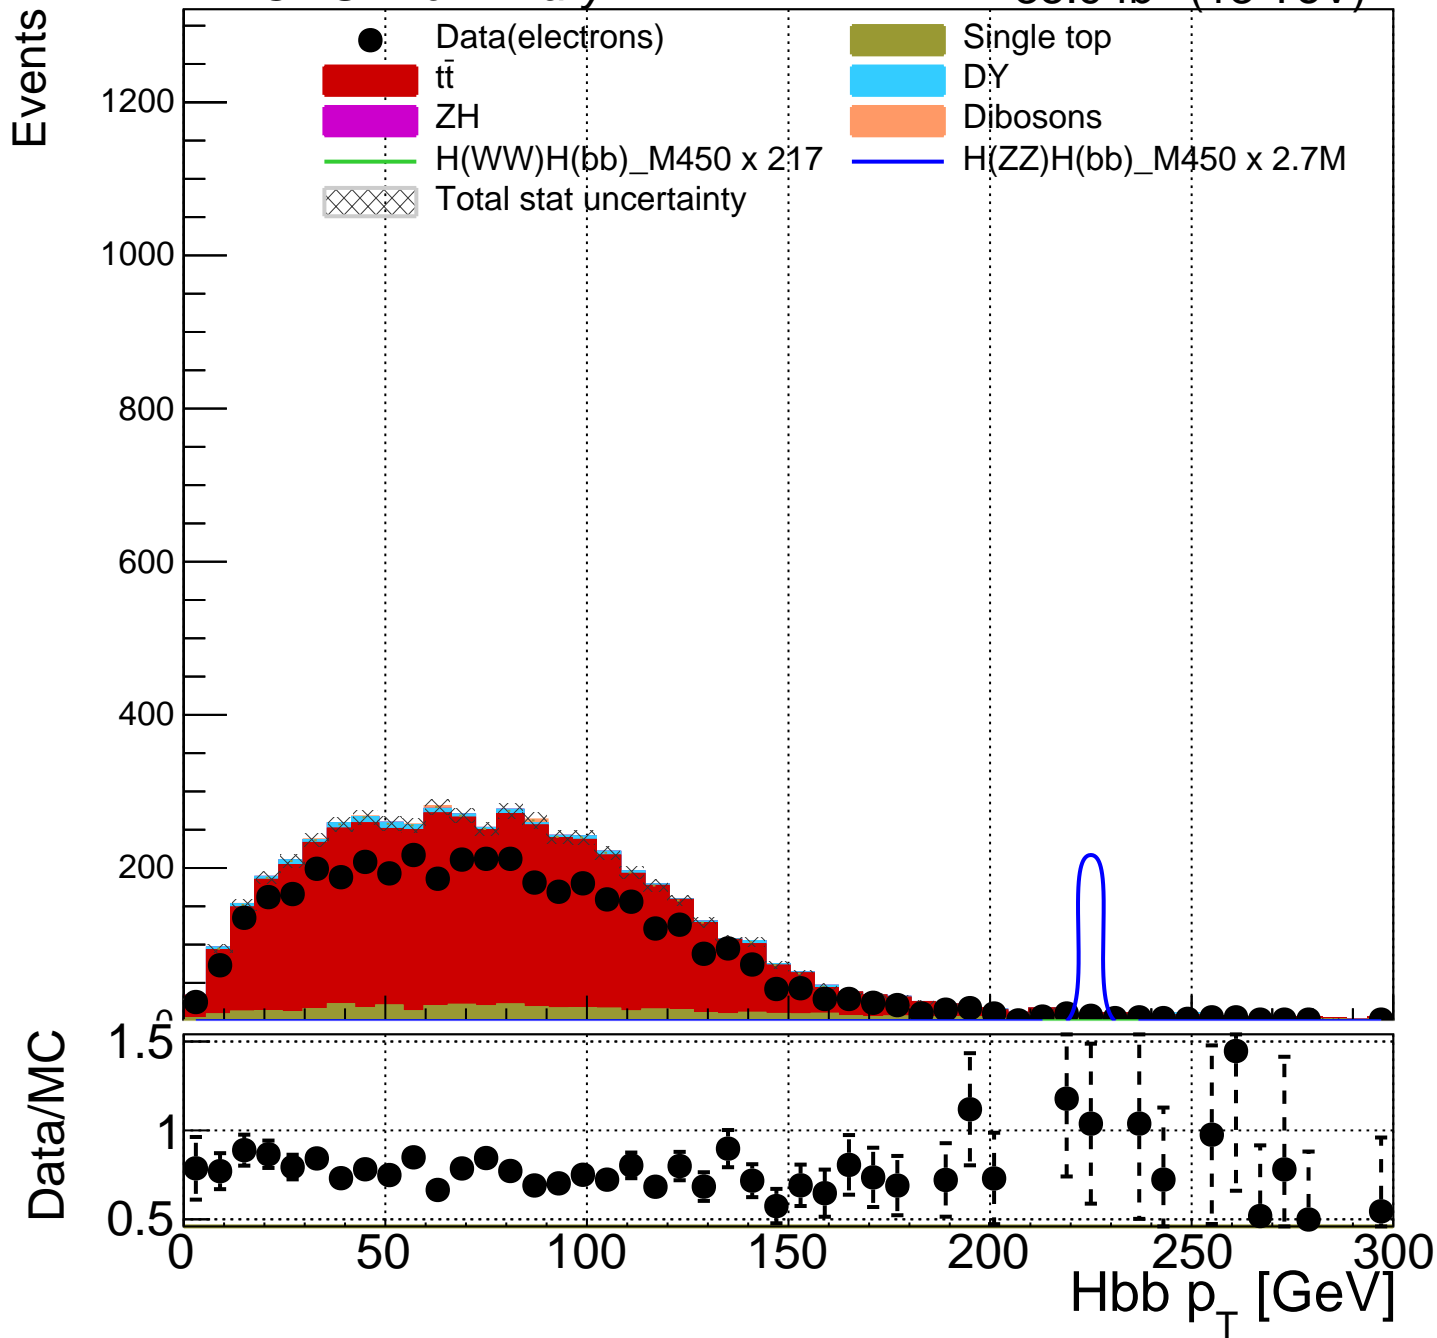 Events
Data(electrons)
Single top
tt̄
DY
ZH
Dibosons
H(WW)H(bb)_M450 x 217
H(ZZ)H(bb)_M450 x 2.7M
Total stat uncertainty
1200
1000
800
600
400
200
0
Data/MC
1.5
1
0.5
0 50 100 150 200 250 300
Hbb p_T [GeV]